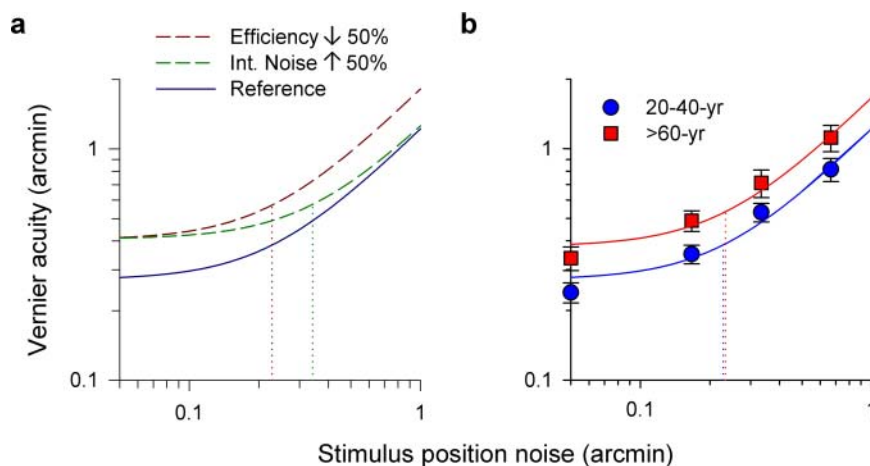 a
Efficiency ↓ 50%
Int. Noise ↑ 50%
Reference
b
20-40-yr
>60-yr
Vernier acuity (arcmin)
1
0.1
0.1
1
1
0.1
0.1
1
Stimulus position noise (arcmin)